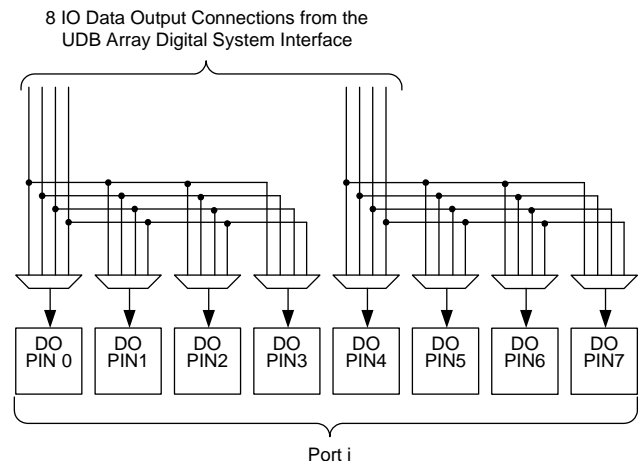 8 IO Data Output Connections from the
UDB Array Digital System Interface
DO
PIN 0
DO
PIN1
DO
PIN2
DO
PIN3
DO
PIN4
DO
PIN5
DO
PIN6
DO
PIN7
Port i